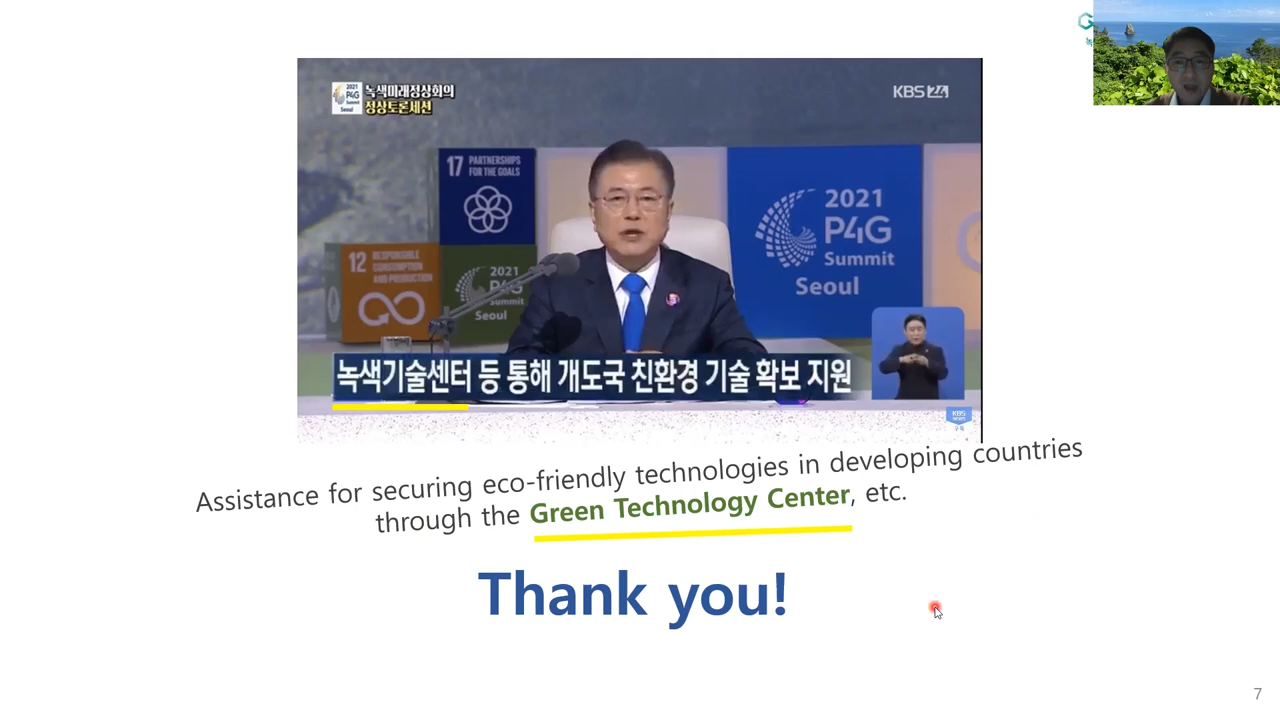 2021
P4G
Summit
Seoul
녹색미래정상회의
정상토론세션
KBS 24
17 PARTNERSHIPS
FOR THE GOALS
12 RESPONSIBLE
CONSUMPTION
AND PRODUCTION
2021
P4G
Summit
Seoul
2021
P4G
Summit
Seoul
녹색기술센터 등 통해 개도국 친환경 기술 확보 지원
KBS
NEWS
구독
Assistance for securing eco-friendly technologies in developing countries
through the Green Technology Center, etc.
Thank you!
7